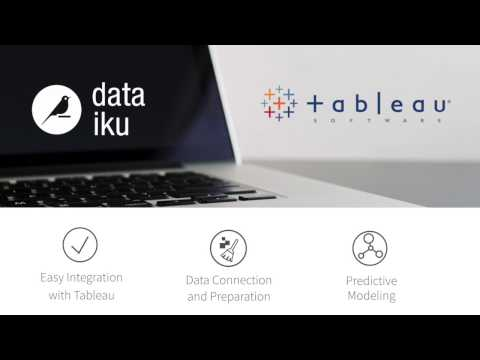 data
iku
tableau®
SOFTWARE
Easy Integration
with Tableau
Data Connection
and Preparation
Predictive
Modeling